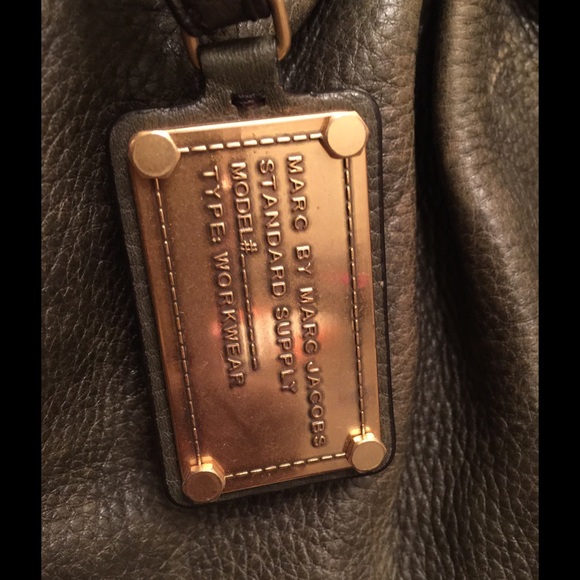 MARC BY MARC JACOBS
STANDARD SUPPLY
MODEL#
TYPE: WORKWEAR